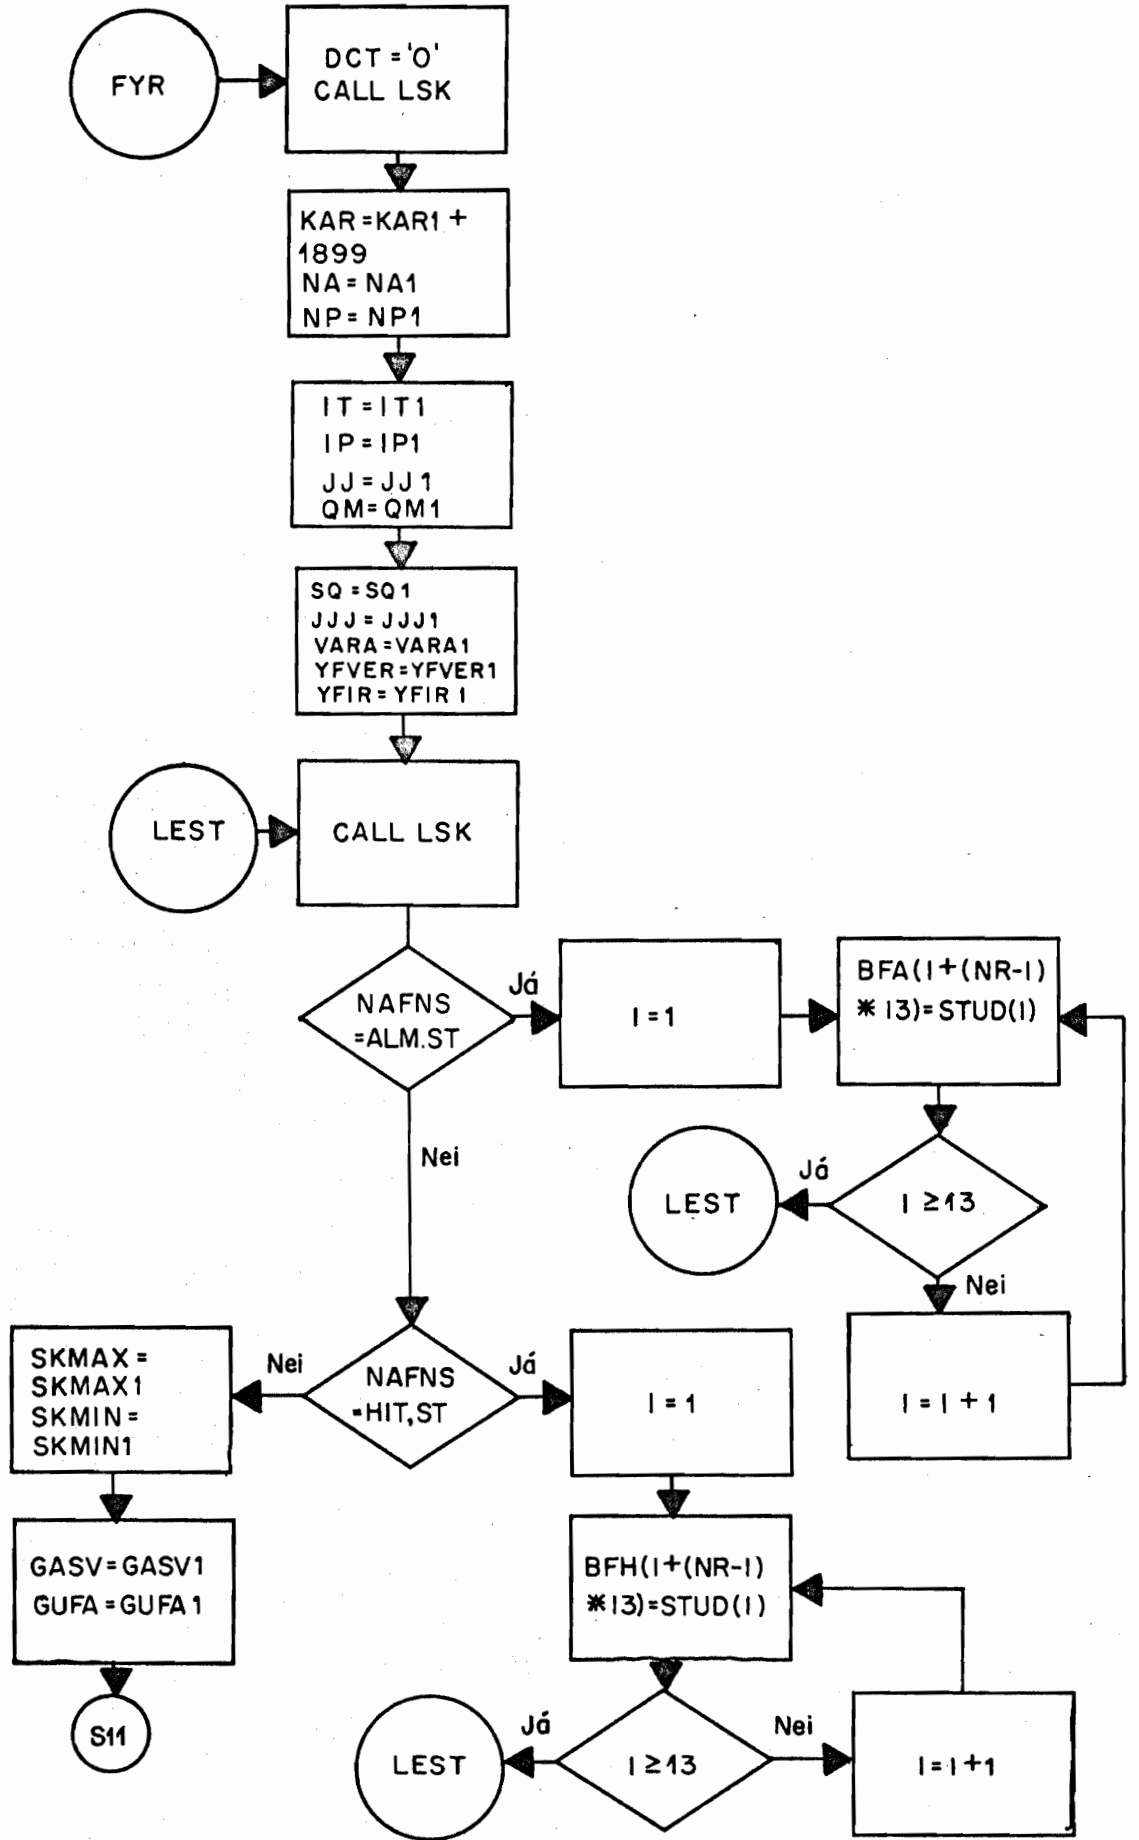 FYR
DCT = 'O'
CALL LSK
KAR = KAR1 +
1899
NA = NA1
NP = NP1
IT = IT1
IP = IP1
JJ = JJ1
QM = QM1
SQ = SQ1
JJJ = JJJ1
VARA = VARA1
YFVER = YFVER1
YFIR = YFIR1
LEST
CALL LSK
NAFNS
=ALM.ST
Já
I = 1
BFA(I+(NR-1)
*13)=STUD(I)
Nei
LEST
Já
I ≥ 13
Nei
I = I + 1
SKMAX =
SKMAX1
SKMIN =
SKMIN1
Nei
NAFNS
=HIT,ST
Já
I = 1
GASV = GASV1
GUFA = GUFA1
BFH(I+(NR-1)
*13)=STUD(I)
S11
LEST
Já
I ≥ 13
Nei
I = I + 1